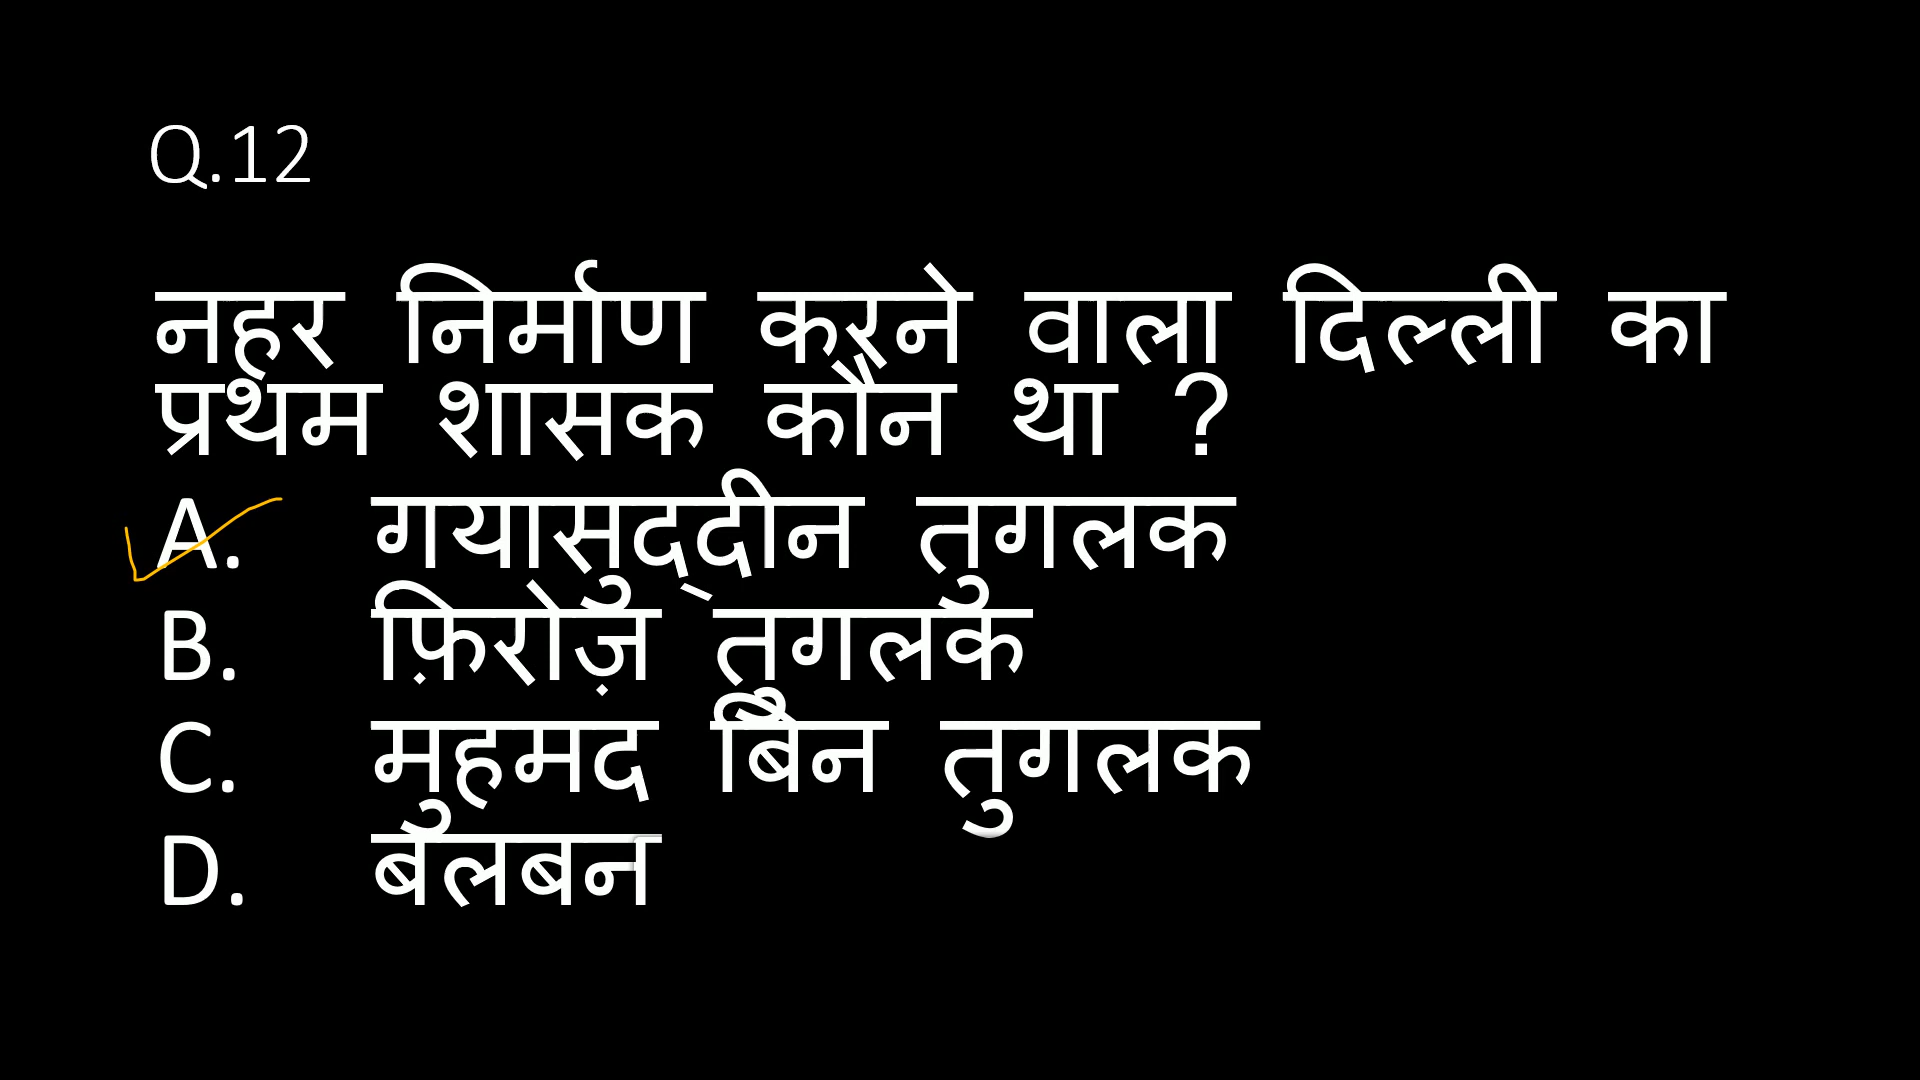 Q.12
नहर निर्माण करने वाला दिल्ली का
प्रथम शासक कौन था ?
A. गयासुद्दीन तुगलक
B. फ़िरोज़ तुगलक
C. मुहमद बिन तुगलक
D. बलबन